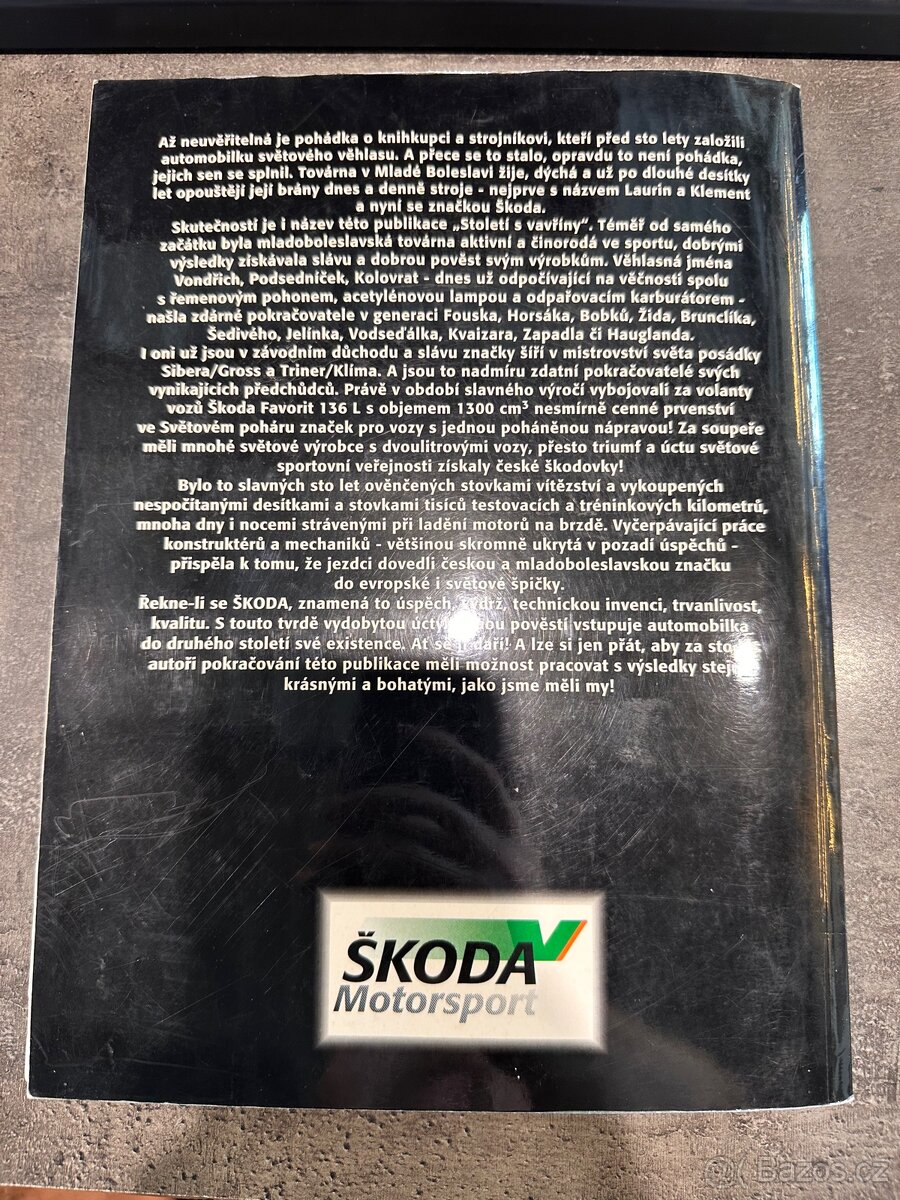 Až neuvěřitelná je pohádka o knihkupci a strojníkovi, kteří před sto lety založili
automobilku světového věhlasu. A přece se to stalo, opravdu to není pohádka,
jejich sen se splnil. Továrna v Mladé Boleslavi žije, dýchá a už po dlouhé desítky
let opouštějí její brány dnes a denně stroje - nejprve s názvem Laurin a Klement
a nyní se značkou Škoda.
Skutečností je i název této publikace „Století s vavříny“. Téměř od samého
začátku byla mladoboleslavská továrna aktivní a činorodá ve sportu, dobrými
výsledky získávala slávu a dobrou pověst svým výrobkům. Věhlasná jména
Vondřich, Podsedníček, Kolovrat - dnes už odpočívající na věčnosti spolu
s řemenovým pohonem, acetylénovou lampou a odpařovacím karburátorem -
našla zdárné pokračovatele v generaci Fouska, Horsáka, Bobků, Žida, Brunclíka,
Šedivého, Jelínka, Vodseďálka, Kvaizara, Zapadla či Hauglanda.
I oni už jsou v závodním důchodu a slávu značky šíří v mistrovství světa posádky
Sibera/Gross a Triner/Klíma. A jsou to nadmíru zdatní pokračovatelé svých
vynikajících předchůdců. Právě v období slavného výročí vybojovali za volanty
vozů Škoda Favorit 136 L s objemem 1300 cm³ nesmírně cenné prvenství
ve Světovém poháru značek pro vozy s jednou poháněnou nápravou! Za soupeře
měli mnohé světové výrobce s dvoulitrovými vozy, přesto triumf a úctu světové
sportovní veřejnosti získaly české škodovky!
Bylo to slavných sto let ověnčených stovkami vítězství a vykoupených
nespočítanými desítkami a stovkami tisíců testovacích a tréninkových kilometrů,
mnoha dny i nocemi strávenými při ladění motorů na brzdě. Vyčerpávající práce
konstruktérů a mechaniků - většinou skromně ukrytá v pozadí úspěchů -
přispěla k tomu, že jezdci dovedli českou a mladoboleslavskou značku
do evropské i světové špičky.
Řekne-li se ŠKODA, znamená to úspěch, technickou invenci, trvanlivost,
kvalitu. S touto tvrdě vydobytou pověstí vstupuje automobilka
do druhého století své existence. Ať se daří! A lze si jen přát, aby za sto
autoři pokračování této publikace měli možnost pracovat s výsledky
krásnými a bohatými, jako jsme měli my!
ŠKODA
Motorsport
Bazoš.cz